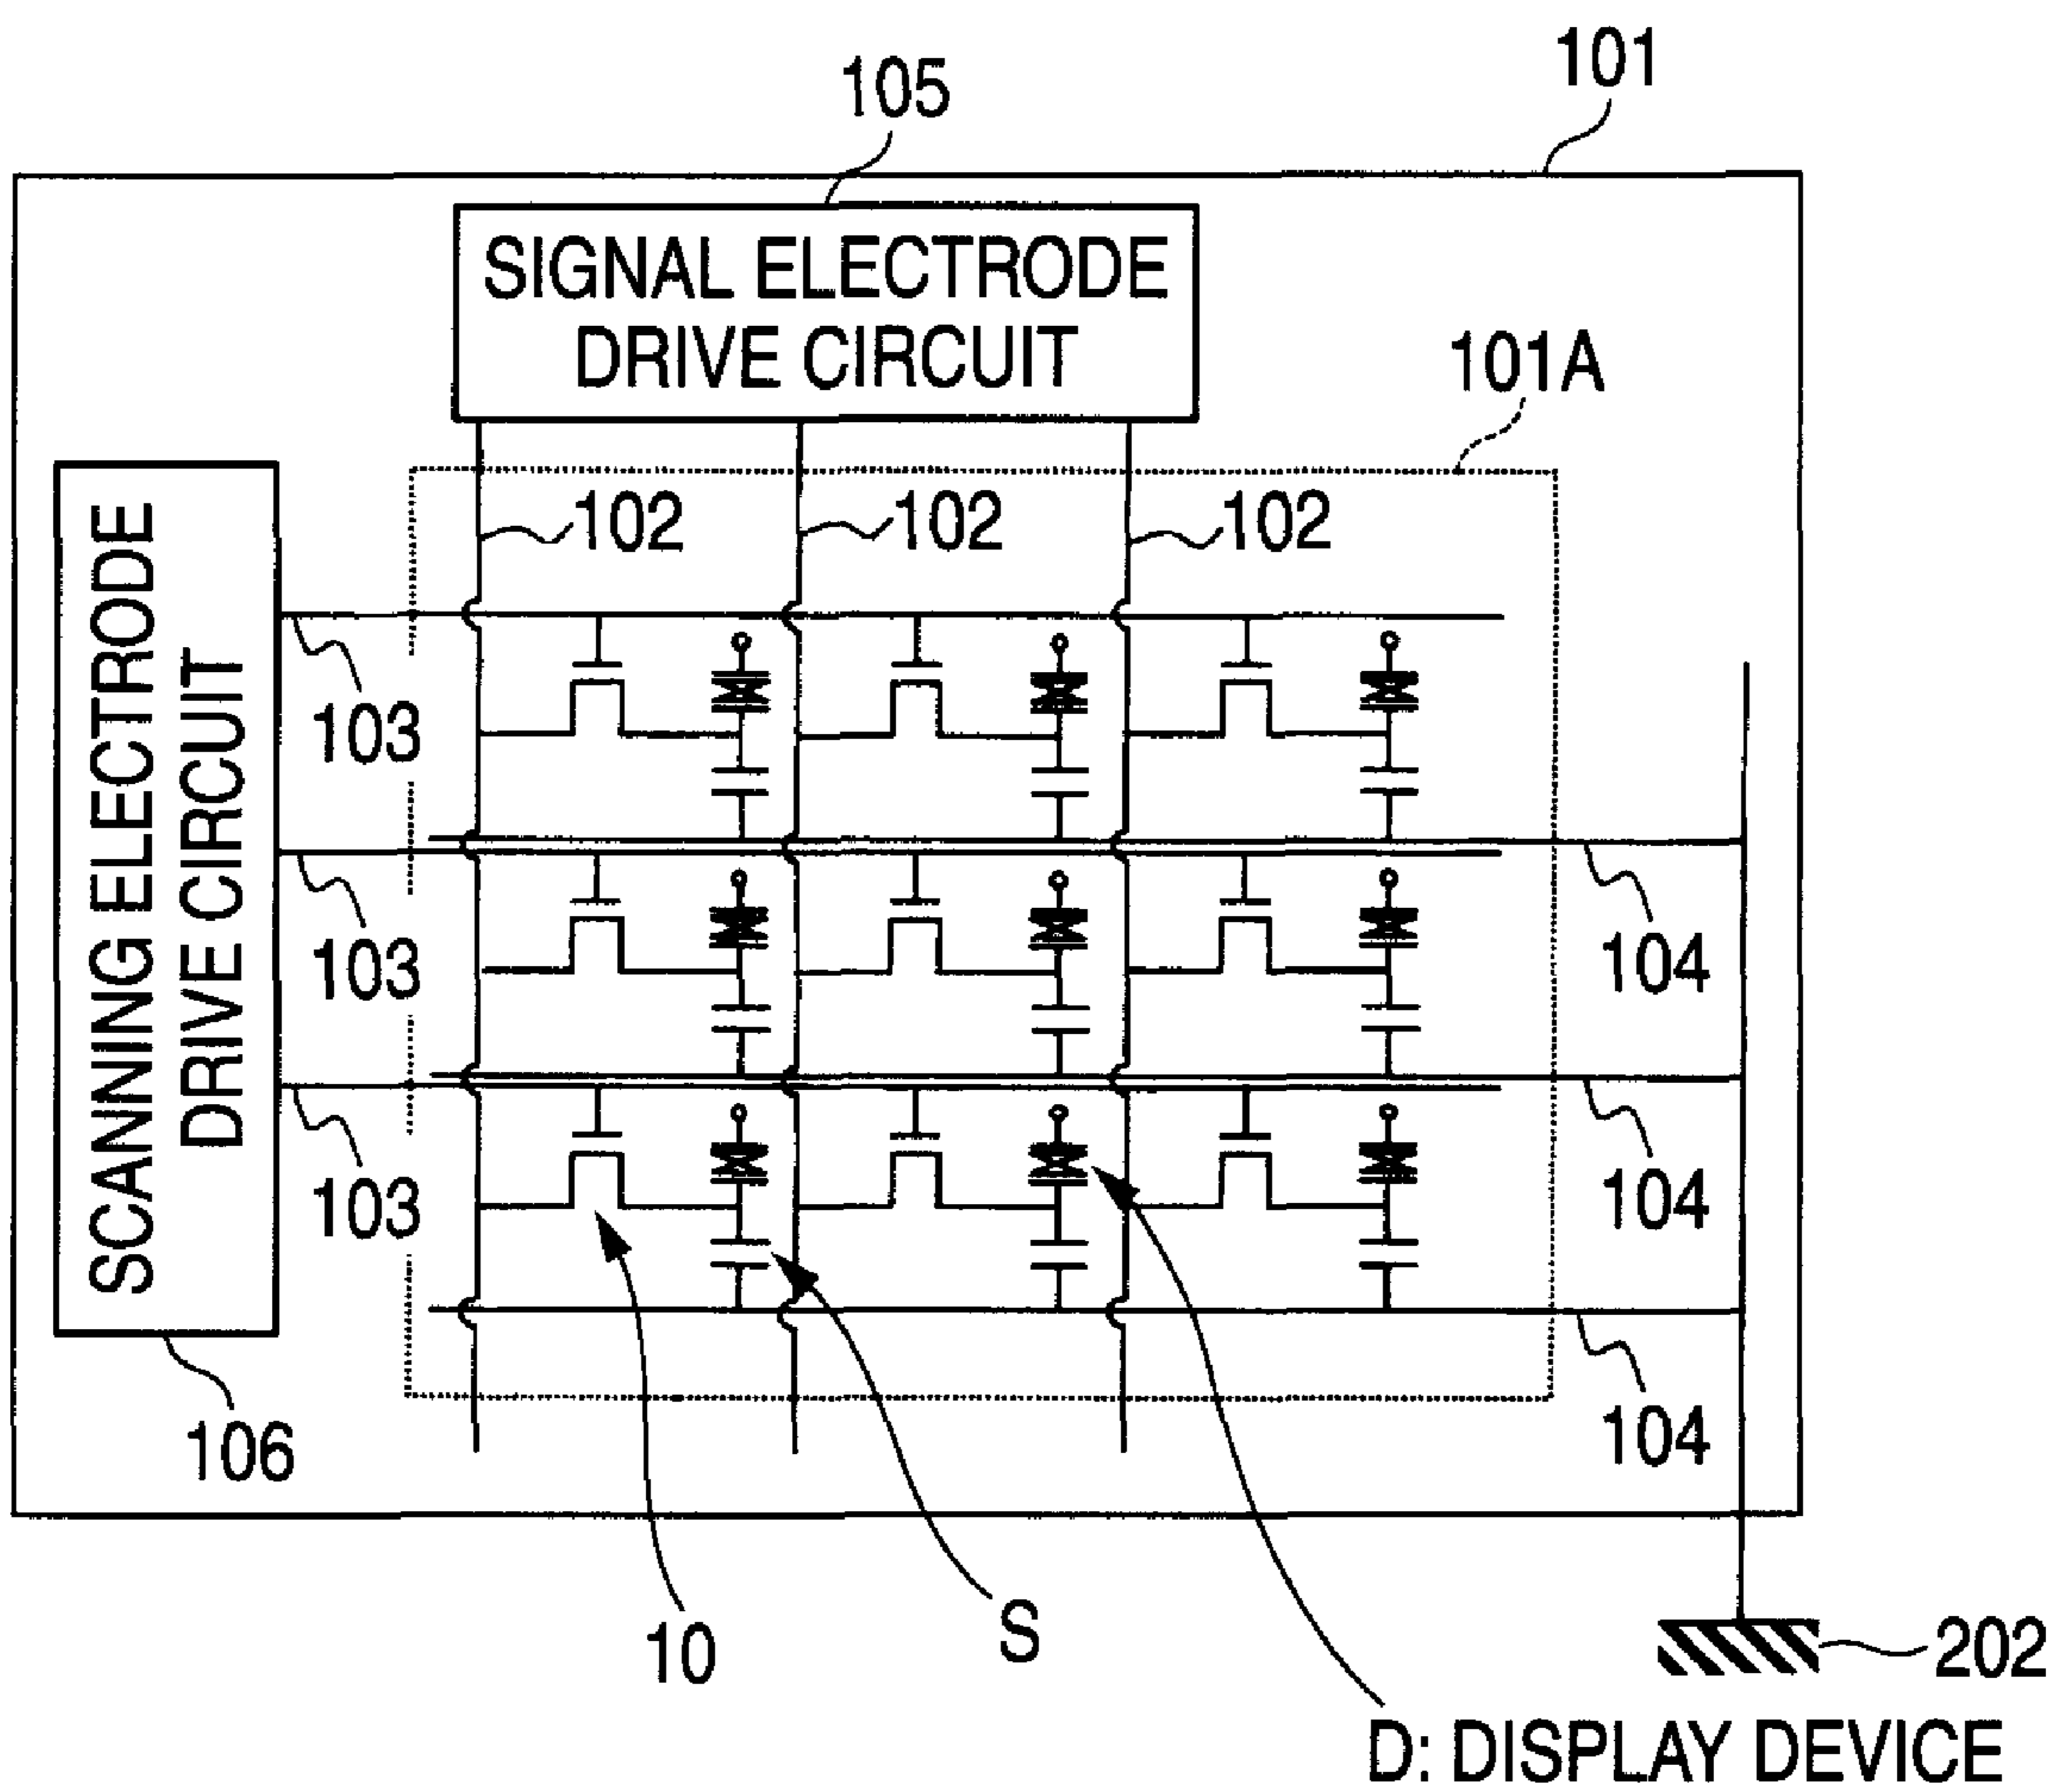 101
105
SIGNAL ELECTRODE
DRIVE CIRCUIT
101A
102
102
102
SCANNING ELECTRODE
DRIVE CIRCUIT
103
103
104
103
104
104
106
10
S
202
D: DISPLAY DEVICE